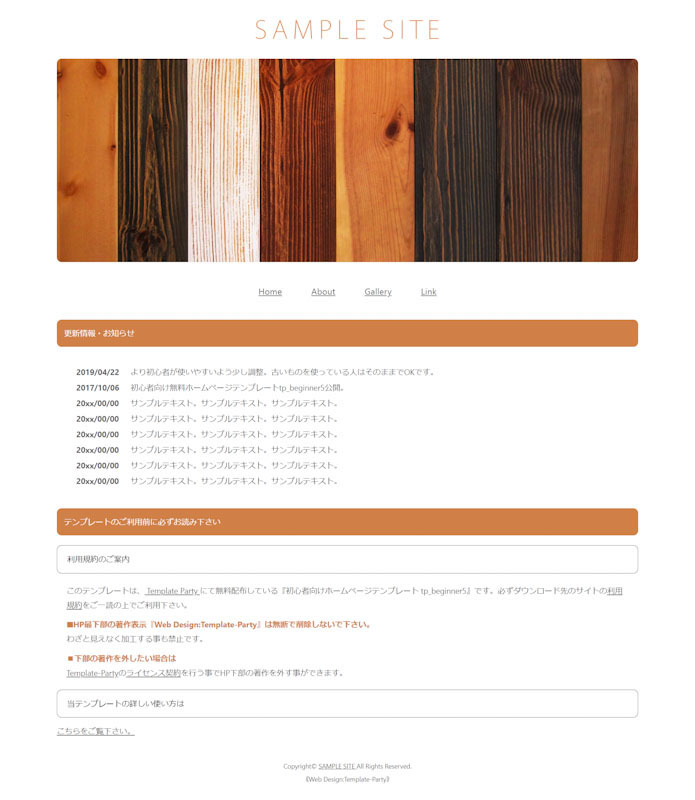 SAMPLE SITE
Home About Gallery Link
更新情報・お知らせ
2019/04/22 より初心者が使いやすいよう少し調整。古いものを使っている人はそのままでOKです。
2017/10/06 初心者向け無料ホームページテンプレートtp_beginner5公開。
20xx/00/00 サンプルテキスト。サンプルテキスト。サンプルテキスト。
20xx/00/00 サンプルテキスト。サンプルテキスト。サンプルテキスト。
20xx/00/00 サンプルテキスト。サンプルテキスト。サンプルテキスト。
20xx/00/00 サンプルテキスト。サンプルテキスト。サンプルテキスト。
20xx/00/00 サンプルテキスト。サンプルテキスト。サンプルテキスト。
20xx/00/00 サンプルテキスト。サンプルテキスト。サンプルテキスト。
テンプレートのご利用前に必ずお読み下さい
利用規約のご案内
このテンプレートは、Template Partyにて無料配布している『初心者向けホームページテンプレート tp_beginner5』です。必ずダウンロード先のサイトの利用
規約をご一読の上でご利用下さい。
■HP最下部の著作表示『Web Design:Template-Party』は無断で削除しないで下さい。
わざと見えなく加工する事も禁止です。
■下部の著作を外したい場合は
Template-Partyのライセンス契約を行う事でHP下部の著作を外す事ができます。
当テンプレートの詳しい使い方は
こちらをご覧下さい。
Copyright© SAMPLE SITE All Rights Reserved.
《Web Design:Template-Party》